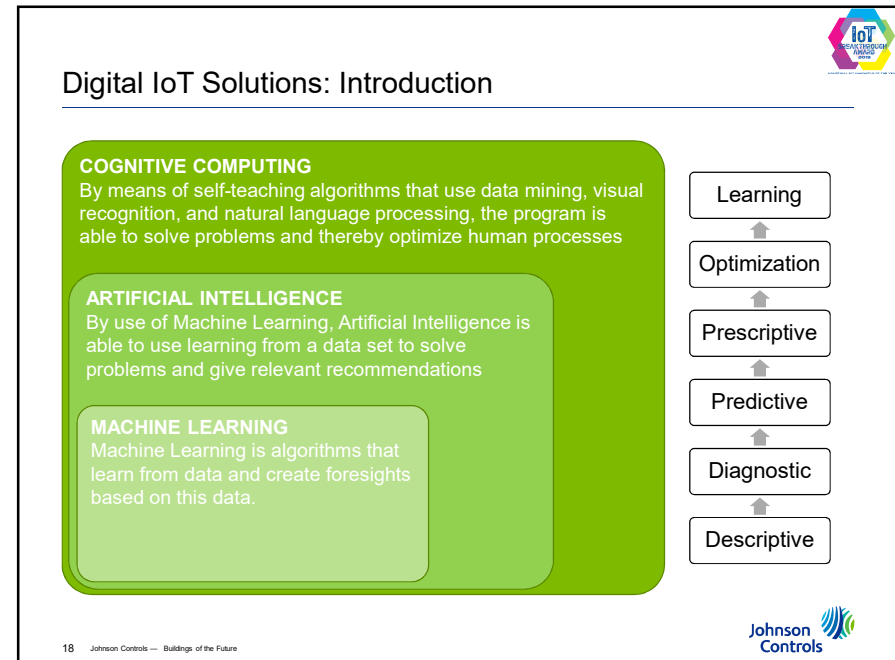 IoT
BREAKTHROUGH
AWARD
Digital IoT Solutions: Introduction
COGNITIVE COMPUTING
By means of self-teaching algorithms that use data mining, visual
recognition, and natural language processing, the program is
able to solve problems and thereby optimize human processes
ARTIFICIAL INTELLIGENCE
By use of Machine Learning, Artificial Intelligence is
able to use learning from a data set to solve
problems and give relevant recommendations
MACHINE LEARNING
Machine Learning is algorithms that
learn from data and create foresights
based on this data.
Learning
Optimization
Prescriptive
Predictive
Diagnostic
Descriptive
18 Johnson Controls — Buildings of the Future
Johnson
Controls